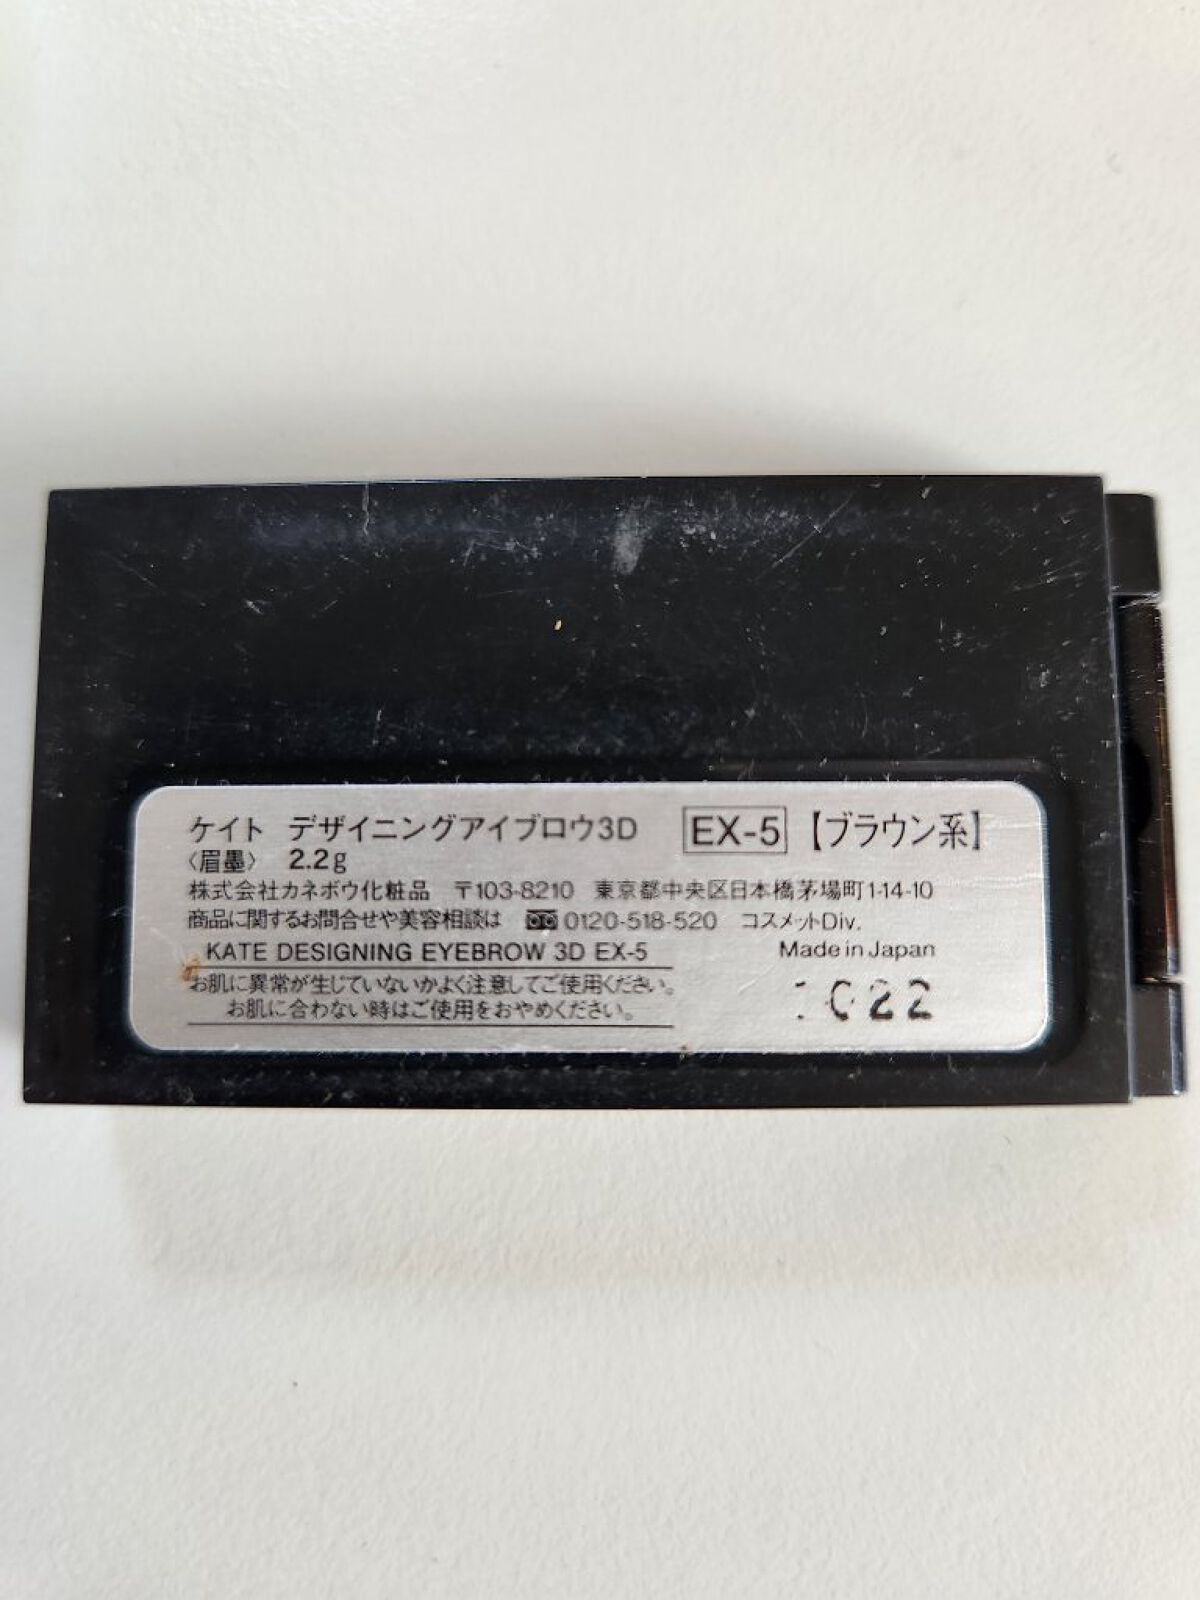 ケイト デザイニングアイブロウ3D EX-5 【ブラウン系】
〈眉墨〉 2.2g
株式会社カネボウ化粧品 〒103-8210 東京都中央区日本橋茅場町1-14-10
商品に関するお問合せや美容相談は 0120-518-520 コスメットDiv.
KATE DESIGNING EYEBROW 3D EX-5 Made in Japan
お肌に異常が生じていないかよく注意してご使用ください。
お肌に合わない時はご使用をおやめください。